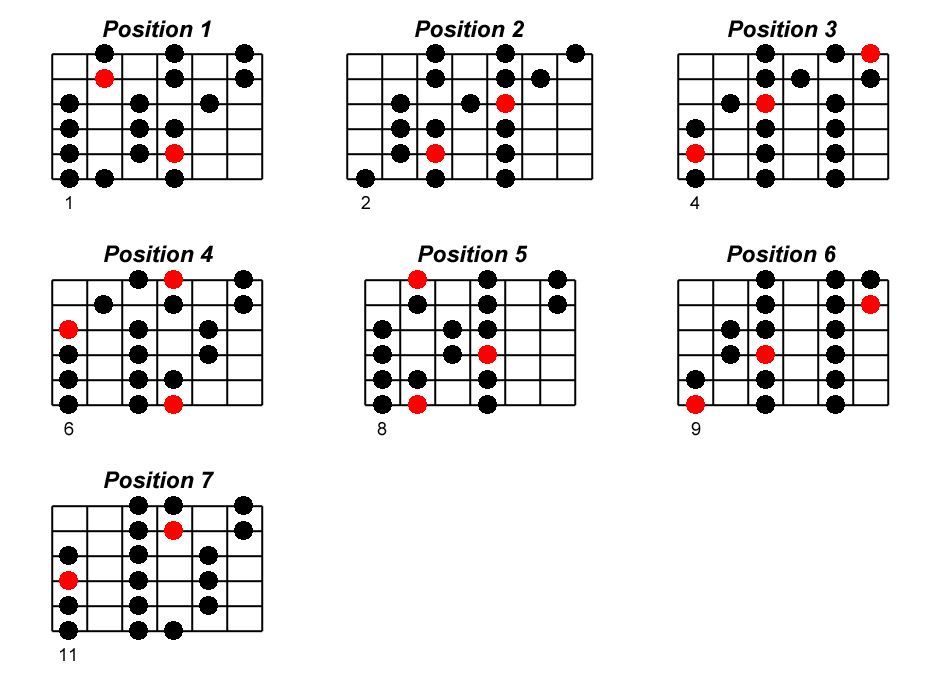 Position 1
Position 2
Position 3
1
2
4
Position 4
Position 5
Position 6
6
8
9
Position 7
11